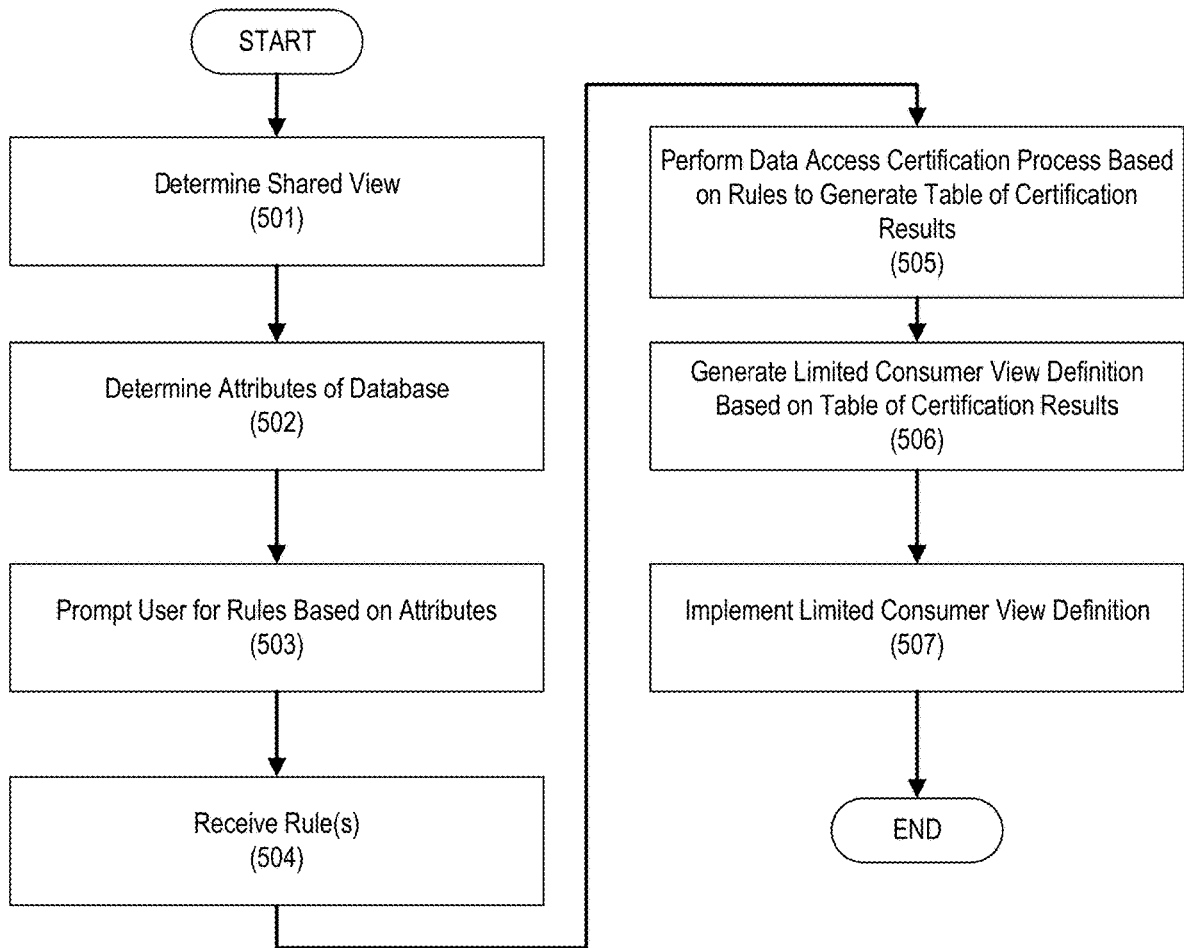 START
Determine Shared View
(501)
Determine Attributes of Database
(502)
Prompt User for Rules Based on Attributes
(503)
Receive Rule(s)
(504)
Perform Data Access Certification Process Based
on Rules to Generate Table of Certification
Results
(505)
Generate Limited Consumer View Definition
Based on Table of Certification Results
(506)
Implement Limited Consumer View Definition
(507)
END